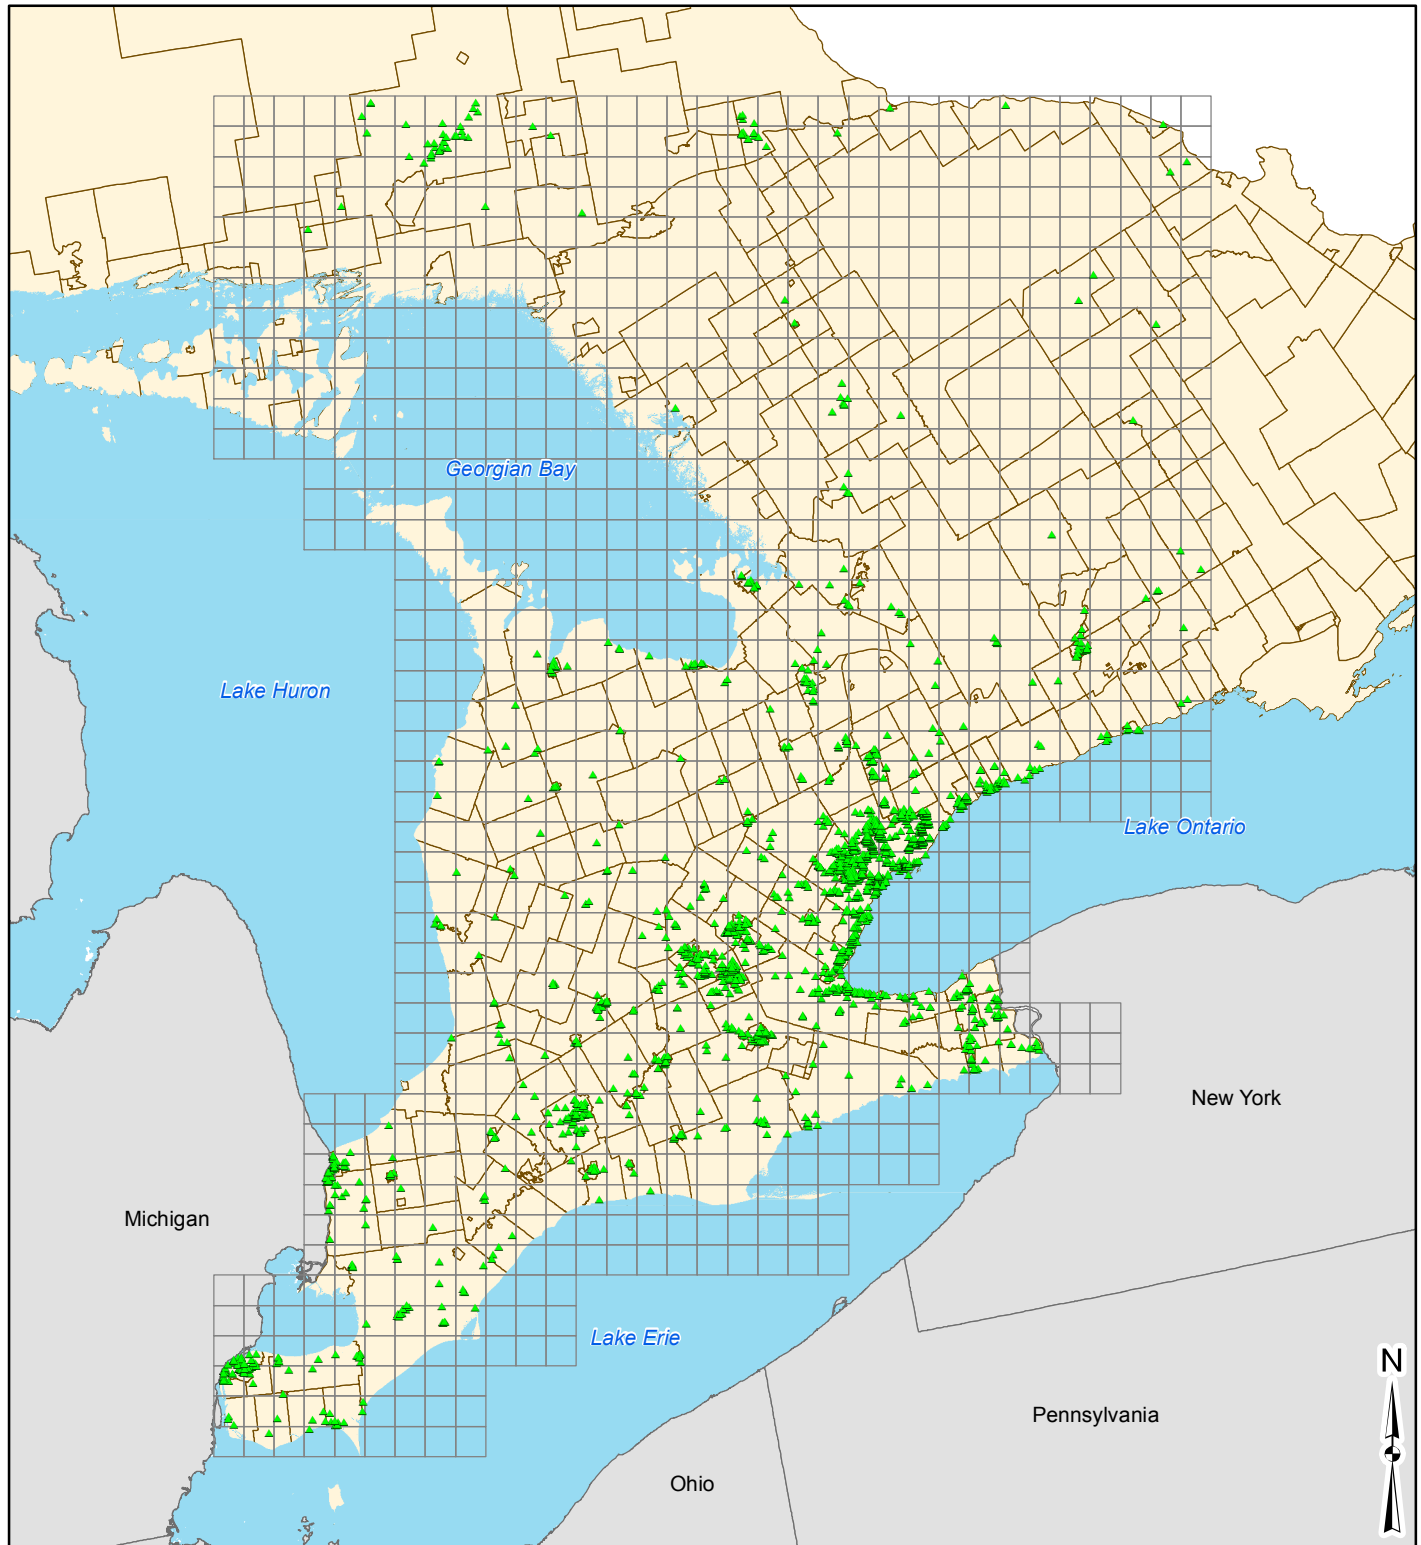 N
Georgian Bay
Lake Huron
Lake Ontario
New York
Michigan
Lake Erie
Pennsylvania
Ohio